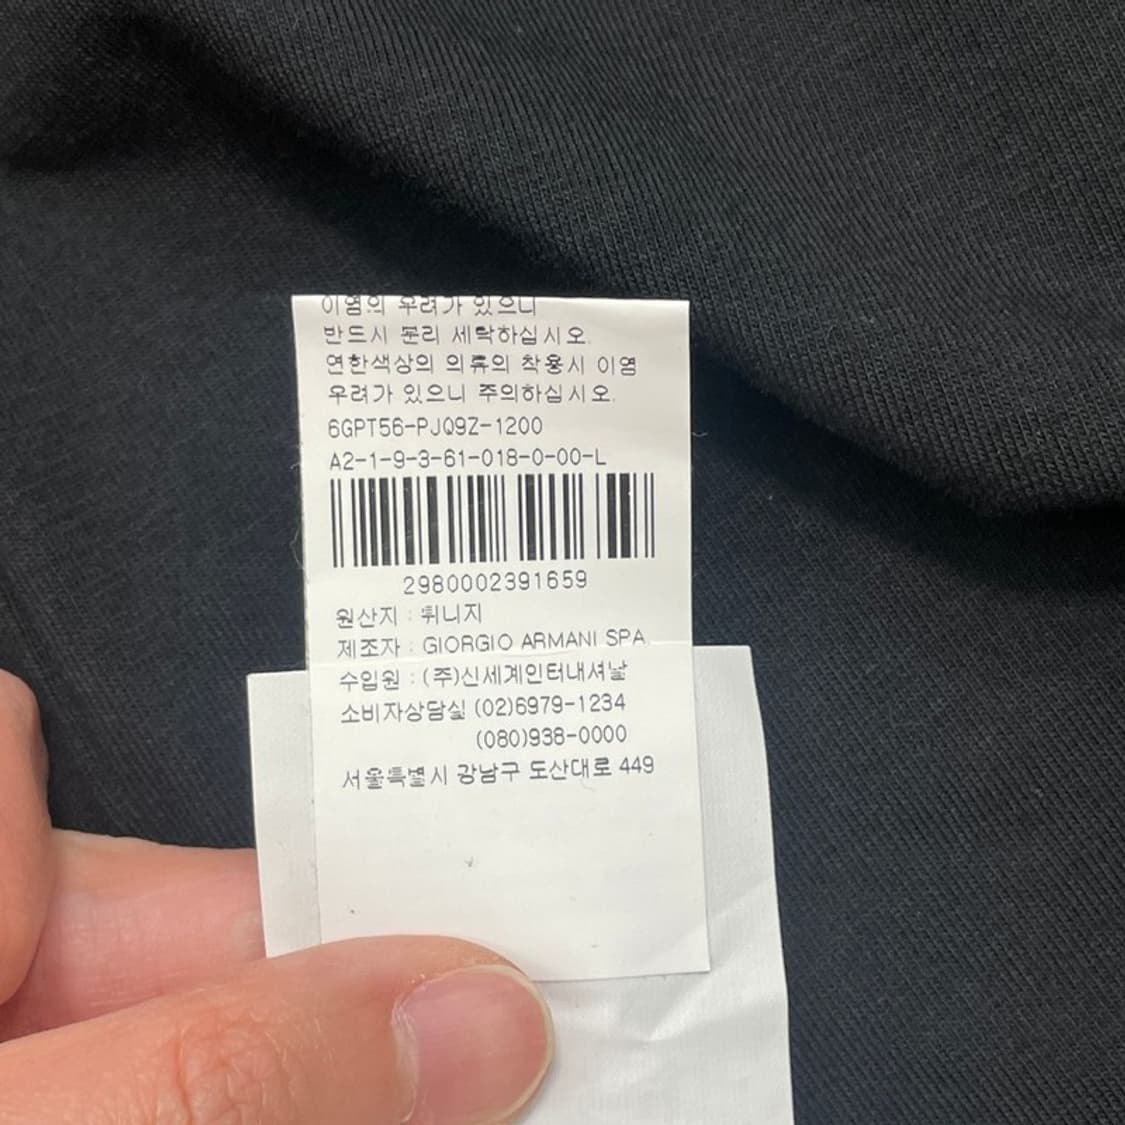 이염의 우려가 있으니
반드시 분리 세탁하십시오.
연한색상의 의류의 착용시 이염
우려가 있으니 주의하십시오.
6GPT56-PJQ9Z-1200
A2-1-9-3-61-018-0-00-L
2980002391659
원산지 : 튀니지
제조자 : GIORGIO ARMANI SPA.
수입원 : (주)신세계인터내셔날
소비자상담실 (02)6979-1234
(080)938-0000
서울특별시 강남구 도산대로 449